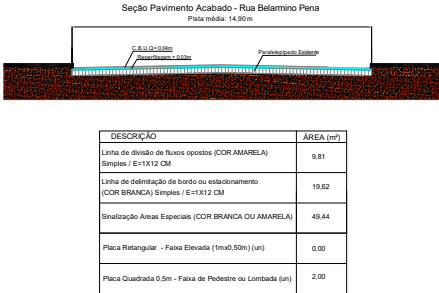 Seção Pavimento Acabado - Rua Belarmino Pena
Pista média: 14,90 m
C.B.U.Q= 0,04m
Reperfilagem = 0,03m
Paralelepípedo Existente
DESCRIÇÃO ÁREA (m²)
Linha de divisão de fluxos opostos (COR AMARELA)
Simples / E=1X12 CM
9,81
Linha de delimitação de bordo ou estacionamento
(COR BRANCA) Simples / E=1X12 CM
19,62
Sinalização Areas Especiais (COR BRANCA OU AMARELA) 49,44
Placa Retangular - Faixa Elevada (1mx0,50m) (un) 0,00
Placa Quadrada 0,5m - Faixa de Pedestre ou Lombada (un) 2,00